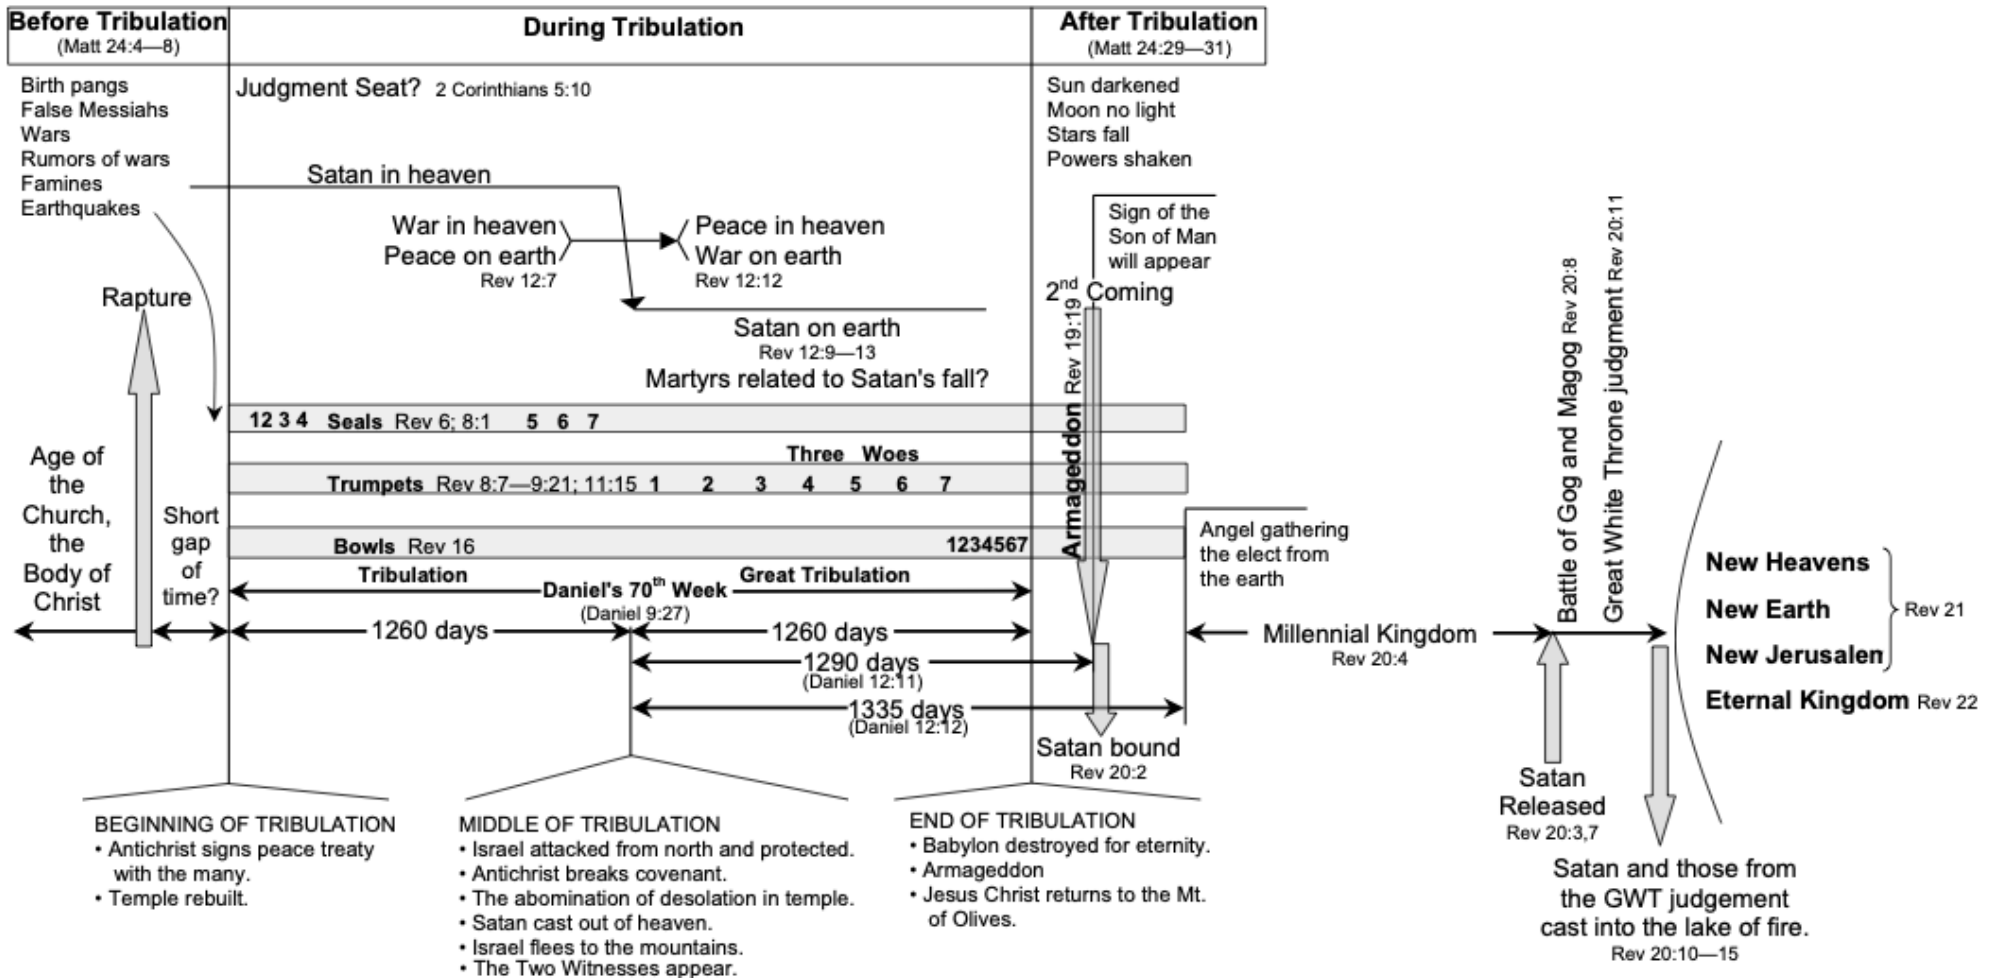 Before Tribulation
(Matt 24:4—8)
During Tribulation
After Tribulation
(Matt 24:29—31)
Birth pangs
False Messiahs
Wars
Rumors of wars
Famines
Earthquakes
Judgment Seat? 2 Corinthians 5:10
Sun darkened
Moon no light
Stars fall
Powers shaken
Satan in heaven
War in heaven
Peace on earth
Rev 12:7
Peace in heaven
War on earth
Rev 12:12
Sign of the
Son of Man
will appear
Rapture
2nd Coming
Satan on earth
Rev 12:9—13
Martyrs related to Satan's fall?
Armageddon Rev 19:19
Battle of Gog and Magog Rev 20:8
Great White Throne judgment Rev 20:11
1 2 3 4 Seals Rev 6; 8:1 5 6 7
Three Woes
Trumpets Rev 8:7—9:21; 11:15 1 2 3 4 5 6 7
Bowls Rev 16 1234567
Age of
the
Church,
the
Body of
Christ
Short
gap
of
time?
Angel gathering
the elect from
the earth
Tribulation
Great Tribulation
Daniel's 70th Week
(Daniel 9:27)
1260 days
1260 days
1290 days
(Daniel 12:11)
1335 days
(Daniel 12:12)
Millennial Kingdom
Rev 20:4
New Heavens
New Earth
New Jerusalen
Rev 21
Eternal Kingdom Rev 22
Satan bound
Rev 20:2
Satan
Released
Rev 20:3,7
Satan and those from
the GWT judgement
cast into the lake of fire.
Rev 20:10—15
BEGINNING OF TRIBULATION
• Antichrist signs peace treaty
with the many.
• Temple rebuilt.
MIDDLE OF TRIBULATION
• Israel attacked from north and protected.
• Antichrist breaks covenant.
• The abomination of desolation in temple.
• Satan cast out of heaven.
• Israel flees to the mountains.
• The Two Witnesses appear.
END OF TRIBULATION
• Babylon destroyed for eternity.
• Armageddon
• Jesus Christ returns to the Mt.
of Olives.